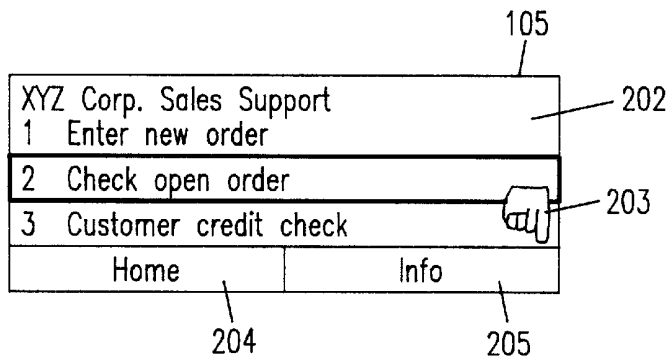 105
XYZ Corp. Sales Support
202
1 Enter new order
2 Check open order
203
3 Customer credit check
Home Info
204 205